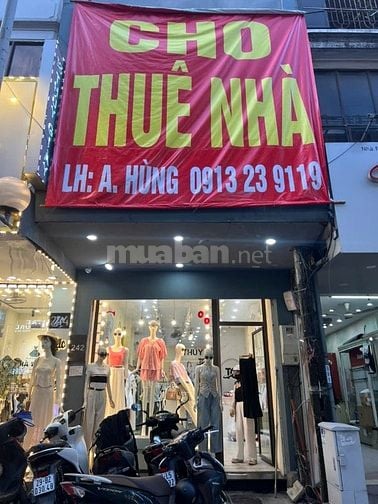 CHO
THUÊ NHÀ
LH: A. HÙNG 0913 23 9119
muaban.net
242
THUY